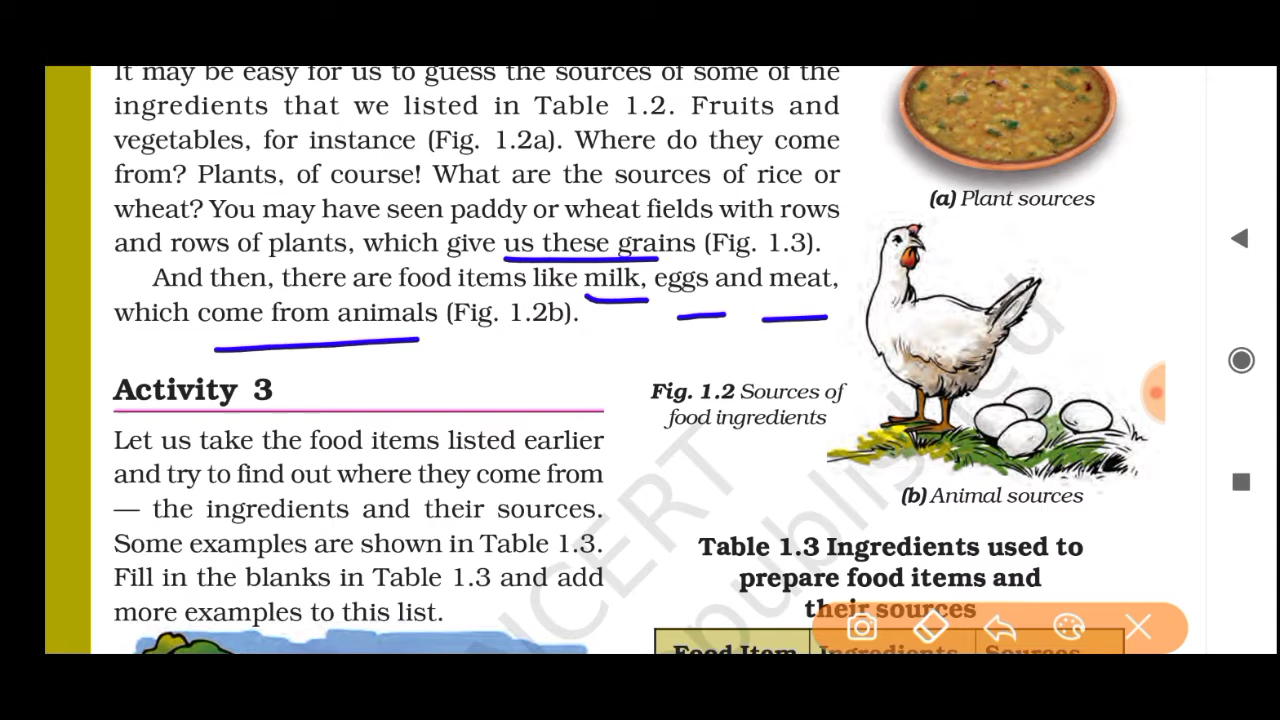 It may be easy for us to guess the sources of some of the
ingredients that we listed in Table 1.2. Fruits and
vegetables, for instance (Fig. 1.2a). Where do they come
from? Plants, of course! What are the sources of rice or
wheat? You may have seen paddy or wheat fields with rows
and rows of plants, which give us these grains (Fig. 1.3).
And then, there are food items like milk, eggs and meat,
which come from animals (Fig. 1.2b).
(a) Plant sources
Activity 3
Let us take the food items listed earlier
and try to find out where they come from
— the ingredients and their sources.
Some examples are shown in Table 1.3.
Fill in the blanks in Table 1.3 and add
more examples to this list.
Fig. 1.2 Sources of
food ingredients
(b) Animal sources
Table 1.3 Ingredients used to
prepare food items and
their sources
Food Item Ingredients Sources
NCERT
published